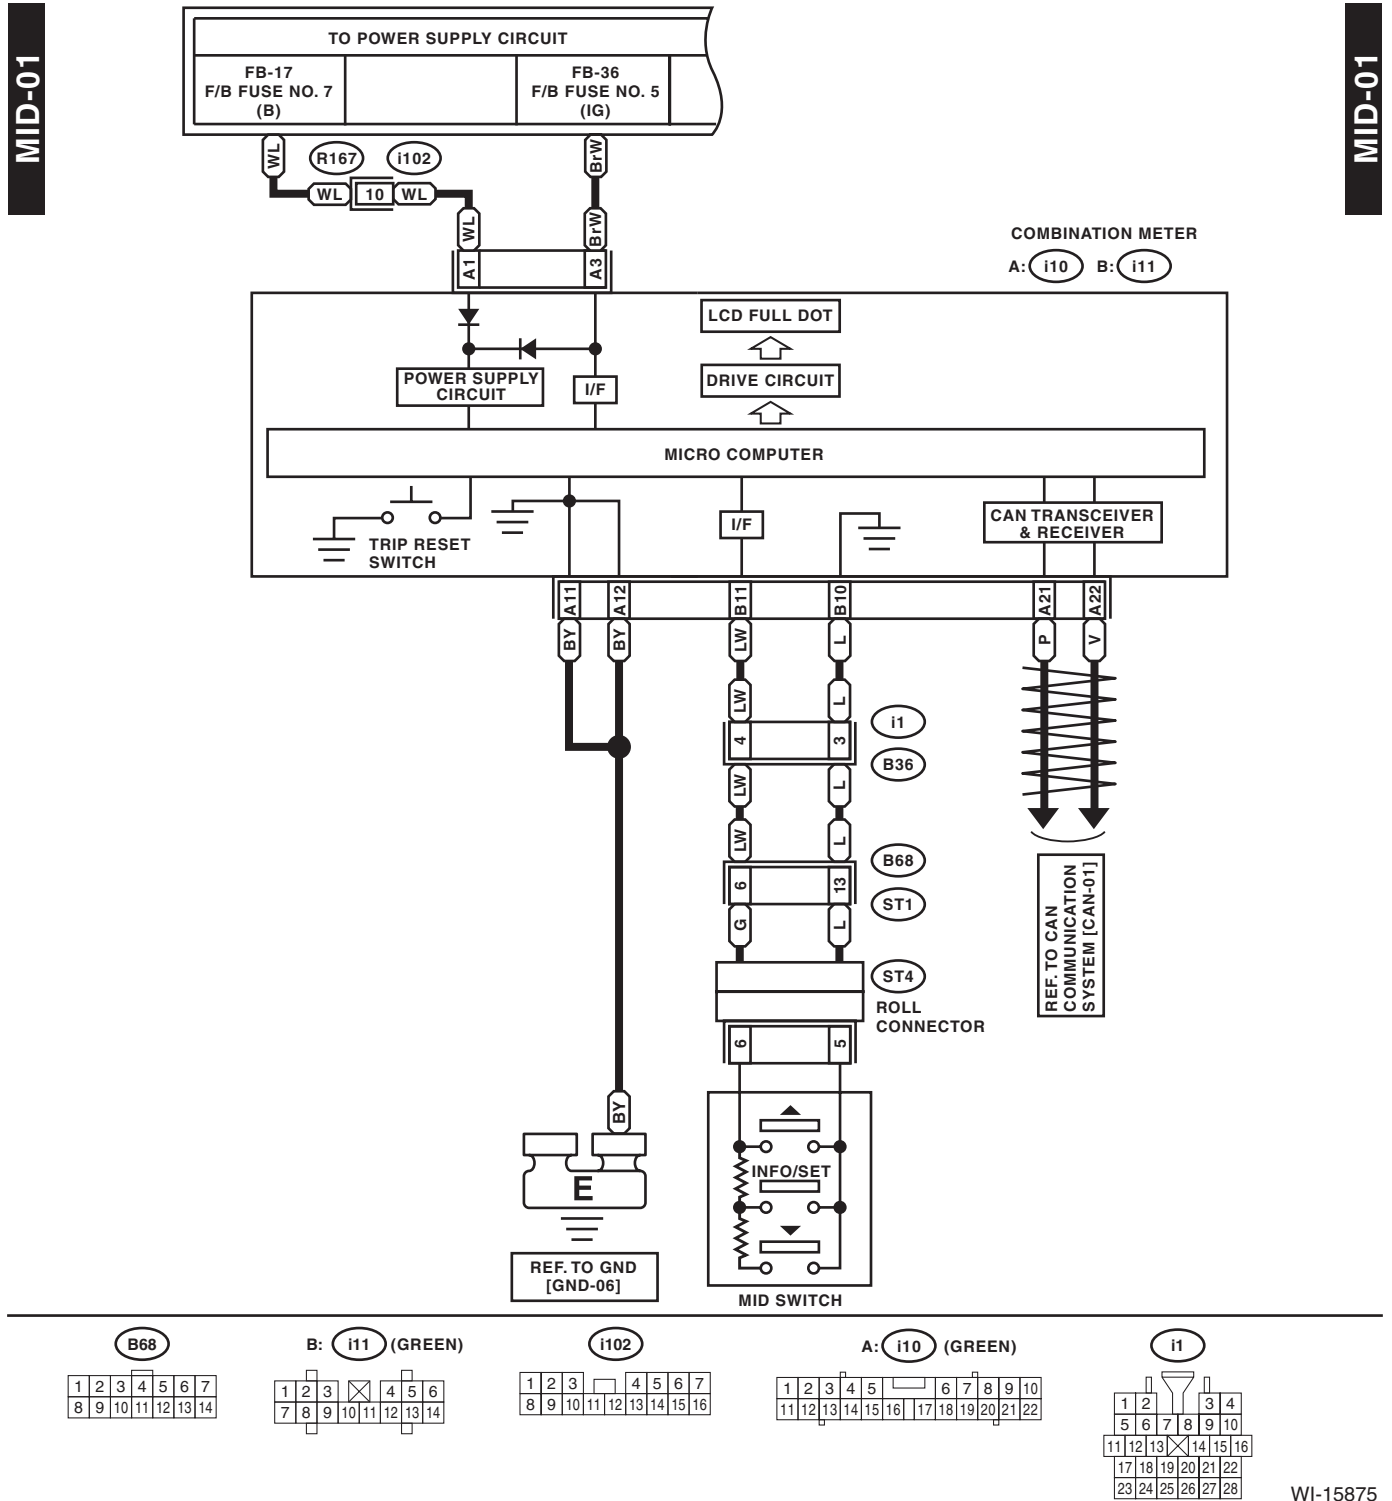 MID-01
MID-01
TO POWER SUPPLY CIRCUIT
FB-17
F/B FUSE NO. 7
(B)
FB-36
F/B FUSE NO. 5
(IG)
WL
R167
i102
BrW
WL
10
WL
WL
BrW
A1
A3
COMBINATION METER
A: i10 B: i11
LCD FULL DOT
DRIVE CIRCUIT
POWER SUPPLY
CIRCUIT
I/F
MICRO COMPUTER
TRIP RESET
SWITCH
I/F
CAN TRANSCEIVER
& RECEIVER
A11
A12
B11
B10
A21
A22
BY
BY
LW
L
P
V
LW
L
i1
4
3
B36
LW
L
LW
L
B68
6
13
ST1
G
L
ST4
ROLL
CONNECTOR
6
5
REF. TO CAN
COMMUNICATION
SYSTEM [CAN-01]
BY
E
REF. TO GND
[GND-06]
INFO/SET
MID SWITCH
B68
1 2 3 4 5 6 7
8 9 10 11 12 13 14
B: i11 (GREEN)
1 2 3 4 5 6
7 8 9 10 11 12 13 14
i102
1 2 3 4 5 6 7
8 9 10 11 12 13 14 15 16
A: i10 (GREEN)
1 2 3 4 5 6 7 8 9 10
11 12 13 14 15 16 17 18 19 20 21 22
i1
1 2 3 4
5 6 7 8 9 10
11 12 13 14 15 16
17 18 19 20 21 22
23 24 25 26 27 28
WI-15875